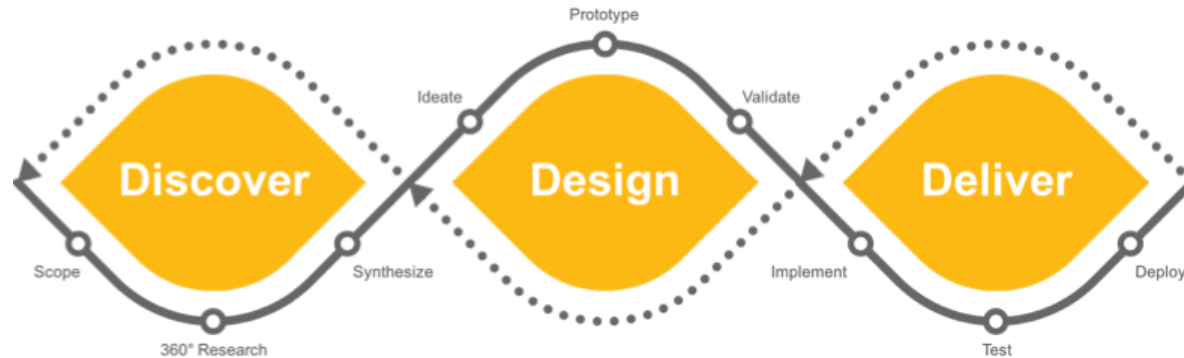 Prototype
Ideate
Validate
Discover
Design
Deliver
Scope
Synthesize
Implement
Deploy
360° Research
Test